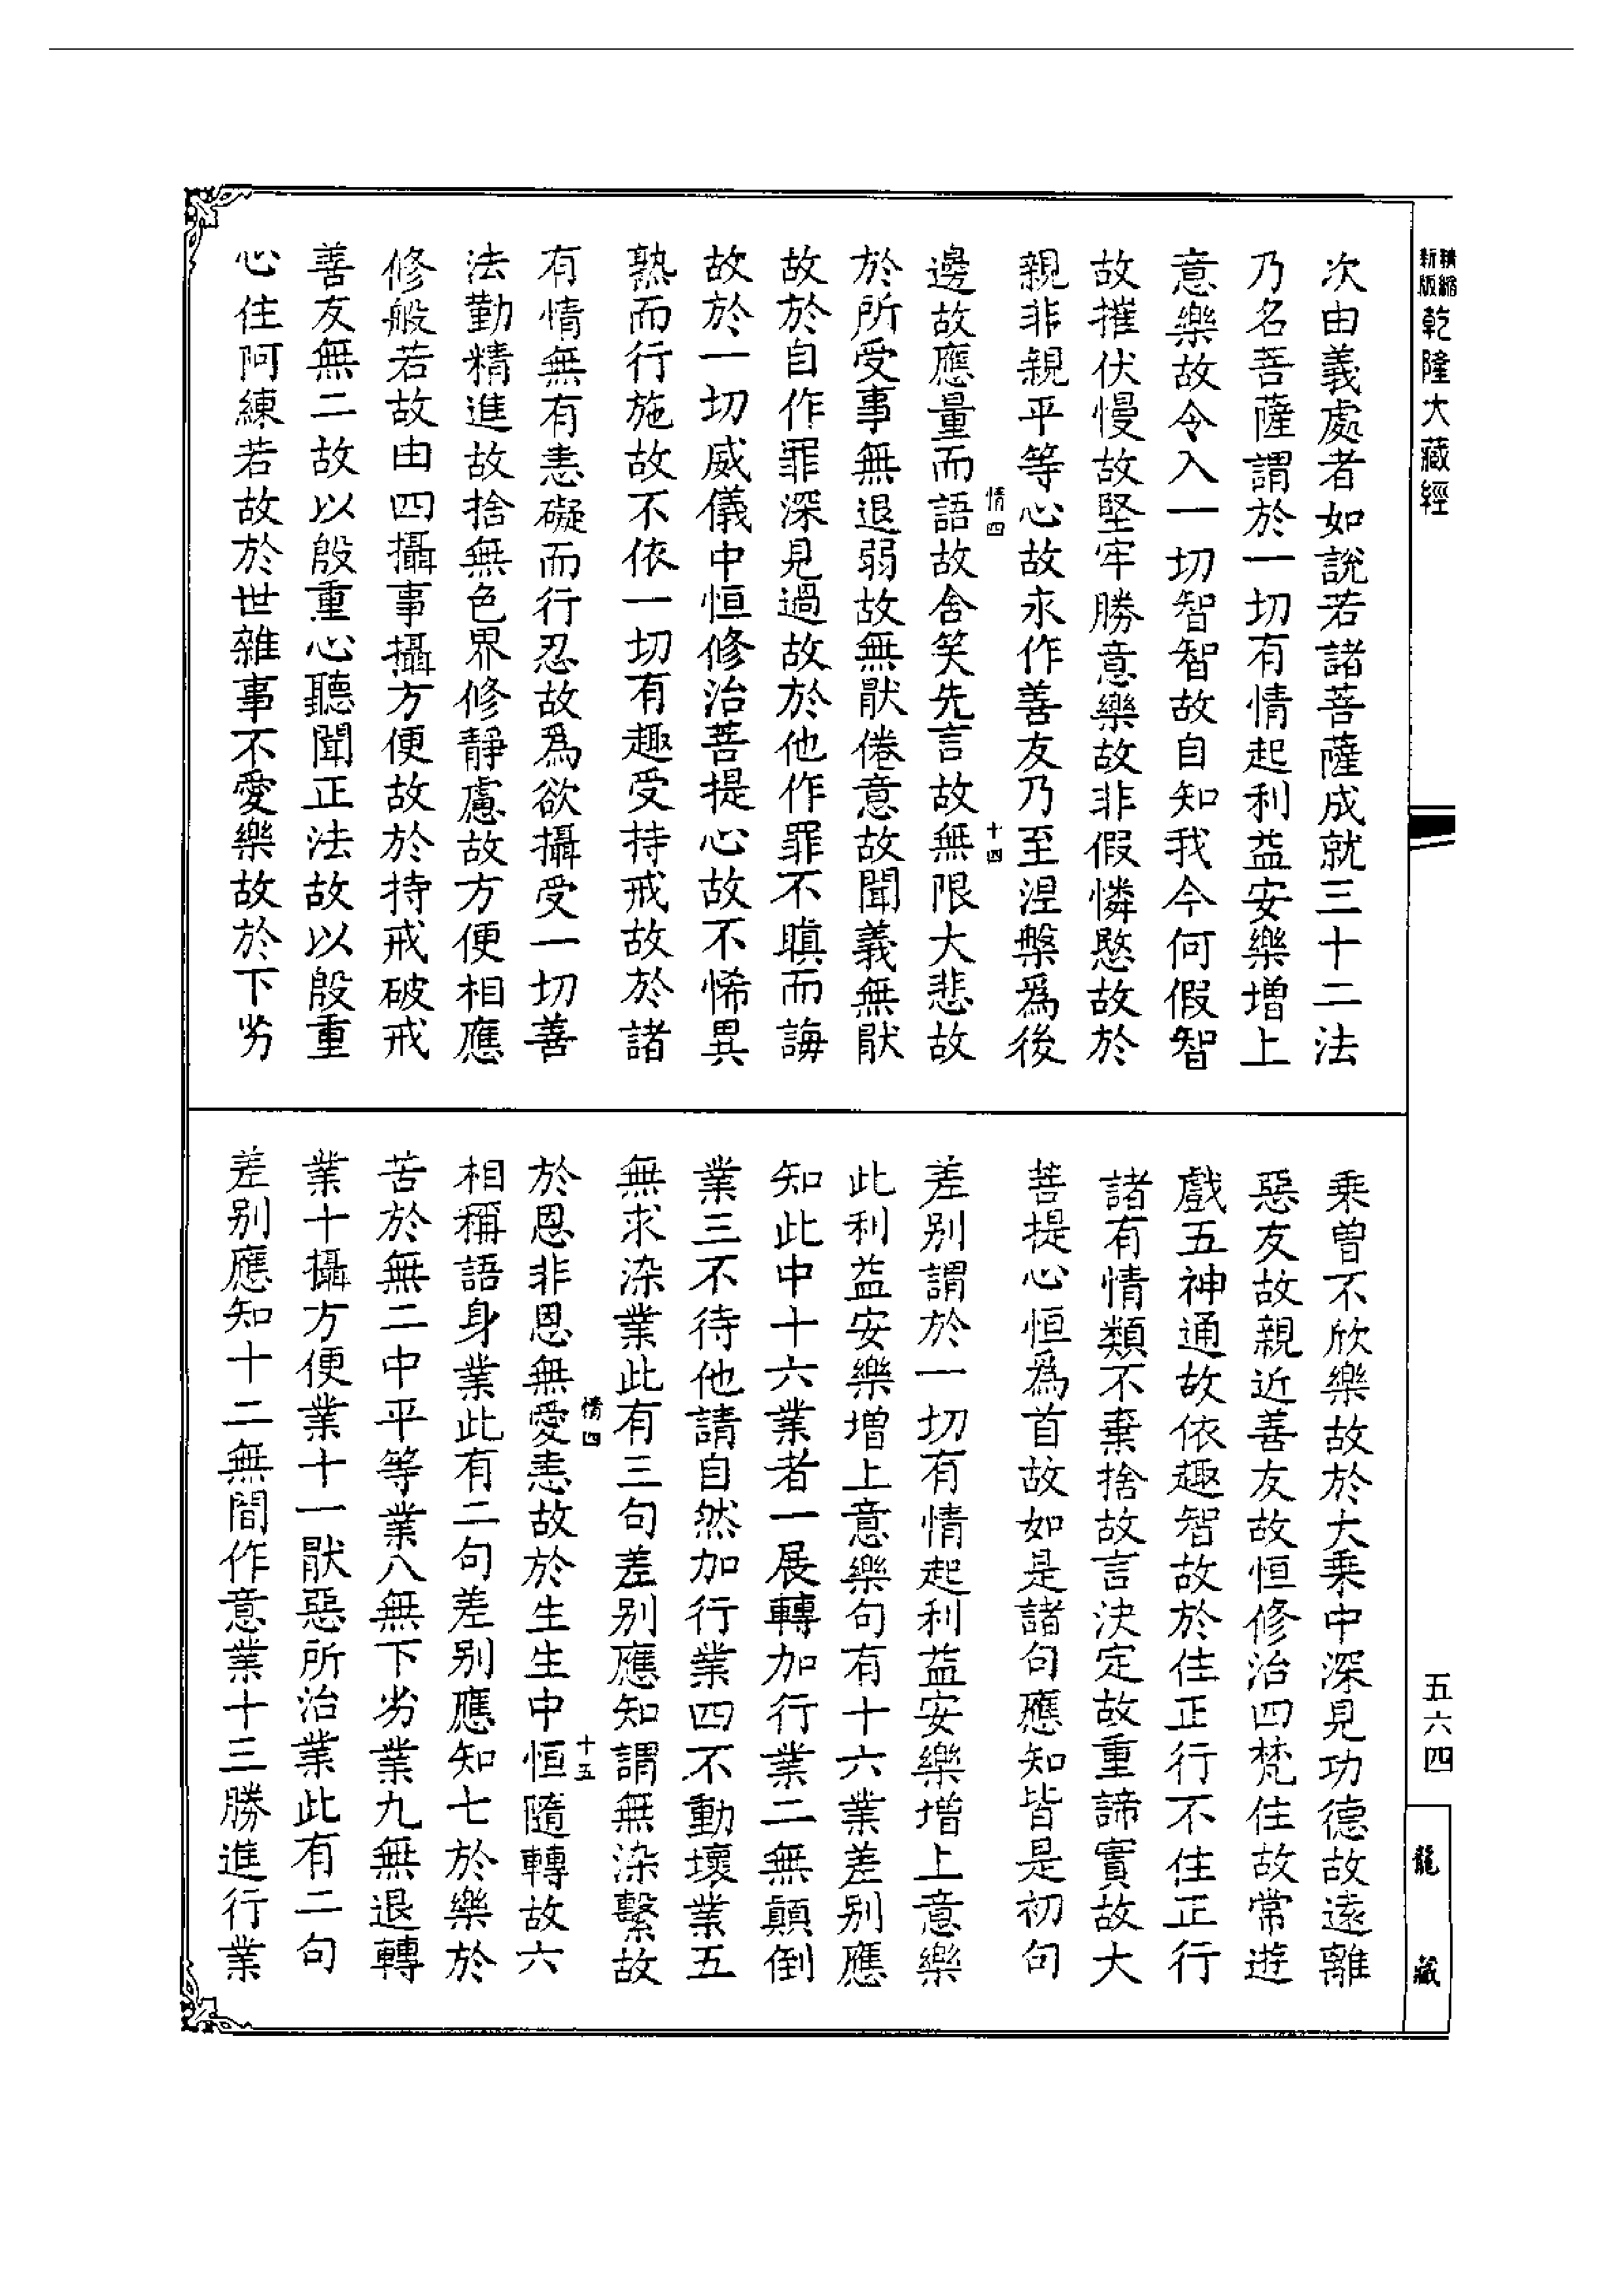 精縮新版乾隆大藏經
次由義處者如說若諸菩薩成就三十二法
乃名菩薩謂於一切有情起利益安樂增上
意樂故令入一切智智故自知我今何假智
故摧伏慢故堅牢勝意樂故非假憐愍故於
親非親平等心故永作善友乃至涅槃爲後
情四
十四
邊故應量而語故含笑先言故無限大悲故
於所受事無退弱故無猒倦意故聞義無猒
故於自作罪深見過故於他作罪不瞋而誨
故於一切威儀中恒修治菩提心故不悕異
熟而行施故不依一切有趣受持戒故於諸
有情無有恚礙而行忍故爲欲攝受一切善
法勤精進故捨無色界修靜慮故方便相應
修般若故由四攝事攝方便故於持戒破戒
善友無二故以殷重心聽聞正法故以殷重
心住阿練若故於世雜事不愛樂故於下劣
乘曾不欣樂故於大乘中深見功德故遠離
惡友故親近善友故恒修治四梵住故常遊
戲五神通故依趣智故於住正行不住正行
諸有情類不棄捨故言決定故重諦實故大
菩提心恒爲首故如是諸句應知皆是初句
差别謂於一切有情起利益安樂增上意樂
此利益安樂增上意樂句有十六業差别應
知此中十六業者一展轉加行業二無顛倒
業三不待他請自然加行業四不動壞業五
無求染業此有三句差别應知謂無染繫故
情四
十五
於恩非恩無愛恚故於生生中恒隨轉故六
相稱語身業此有二句差别應知七於樂於
苦於無二中平等業八無下劣業九無退轉
業十攝方便業十一猒惡所治業此有二句
差别應知十二無間作意業十三勝進行業
五六四
龍藏